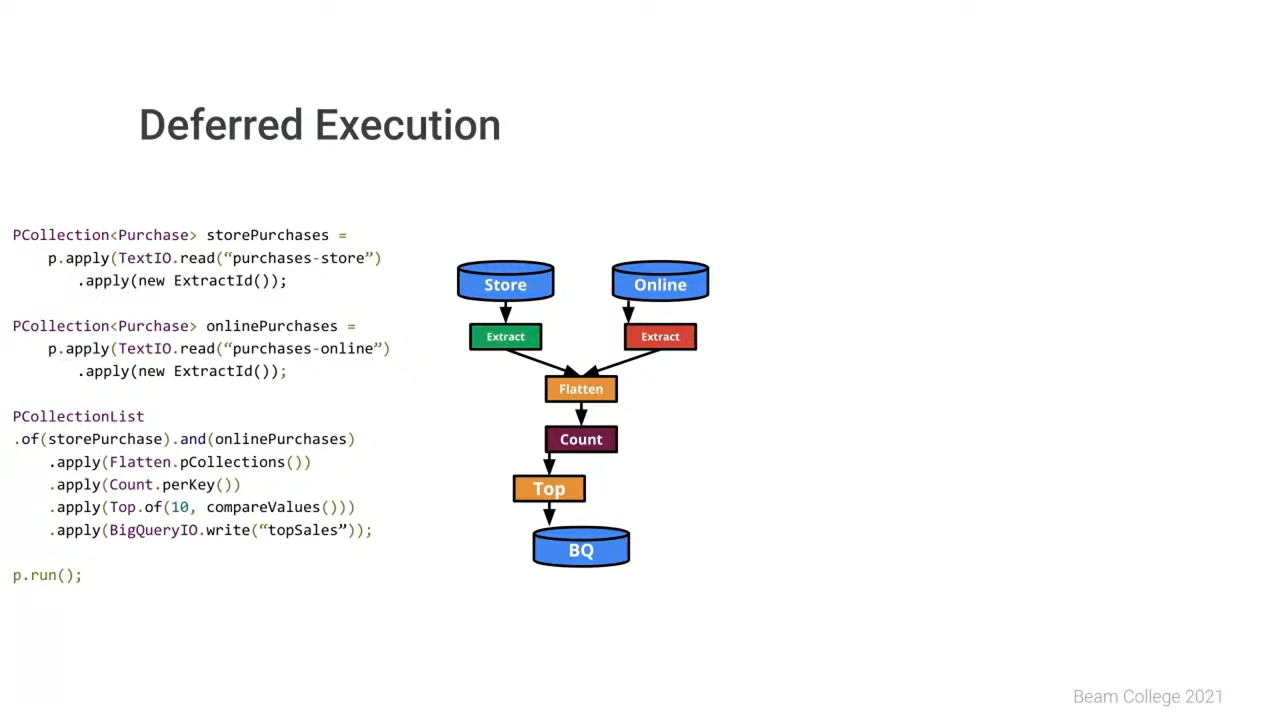 Deferred Execution
PCollection<Purchase> storePurchases =
p.apply(TextIO.read(“purchases-store”)
.apply(new ExtractId());
PCollection<Purchase> onlinePurchases =
p.apply(TextIO.read(“purchases-online”)
.apply(new ExtractId());
PCollectionList
.of(storePurchase).and(onlinePurchases)
.apply(Flatten.pCollections())
.apply(Count.perKey())
.apply(Top.of(10, compareValues()))
.apply(BigQueryIO.write(“topSales”));
p.run();
Store
Online
Extract
Extract
Flatten
Count
Top
BQ
Beam College 2021